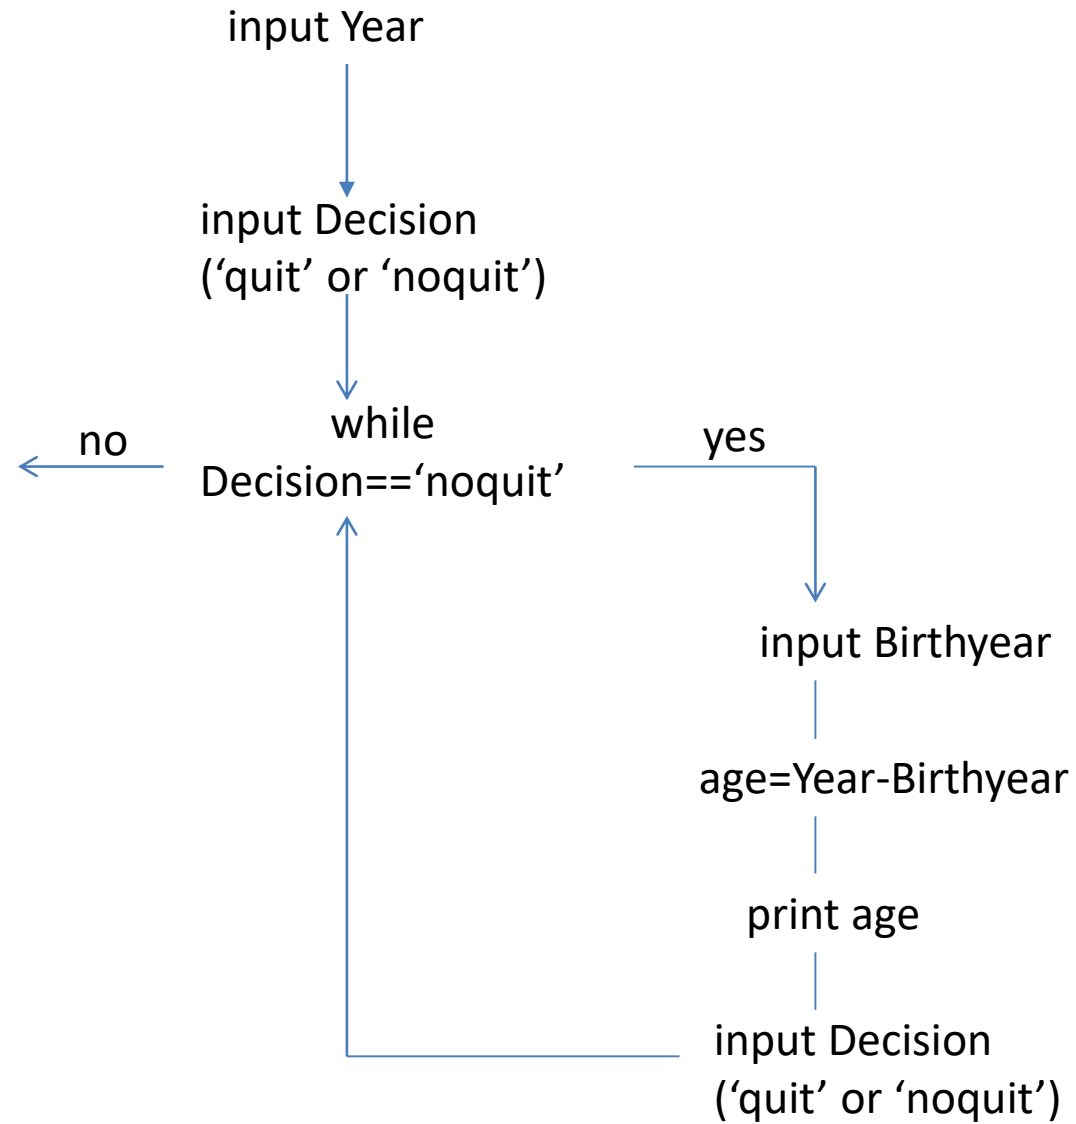 input Year
input Decision
(‘quit’ or ‘noquit’)
while
Decision==‘noquit’
no
yes
input Birthyear
age=Year-Birthyear
print age
input Decision
(‘quit’ or ‘noquit’)